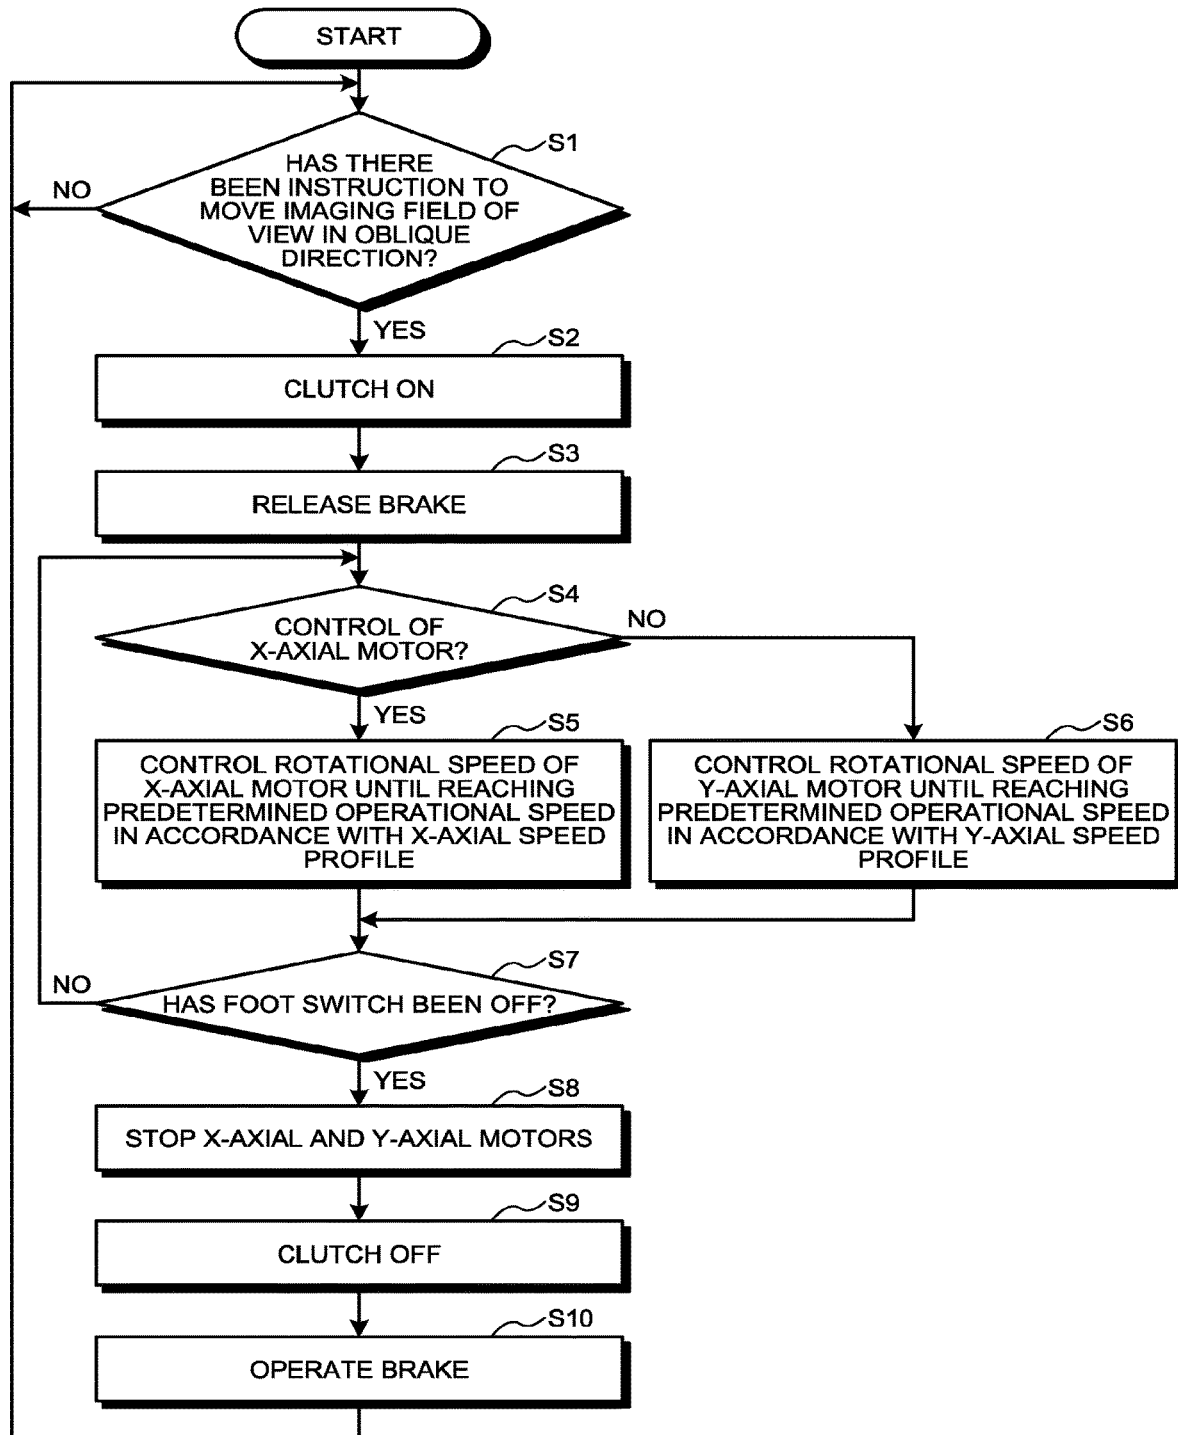 START
S1
HAS THERE
BEEN INSTRUCTION TO
MOVE IMAGING FIELD OF
VIEW IN OBLIQUE
DIRECTION?
NO
YES
S2
CLUTCH ON
S3
RELEASE BRAKE
S4
CONTROL OF
X-AXIAL MOTOR?
NO
YES
S5
CONTROL ROTATIONAL SPEED OF
X-AXIAL MOTOR UNTIL REACHING
PREDETERMINED OPERATIONAL SPEED
IN ACCORDANCE WITH X-AXIAL SPEED
PROFILE
S6
CONTROL ROTATIONAL SPEED OF
Y-AXIAL MOTOR UNTIL REACHING
PREDETERMINED OPERATIONAL SPEED
IN ACCORDANCE WITH Y-AXIAL SPEED
PROFILE
S7
NO
HAS FOOT SWITCH BEEN OFF?
YES
S8
STOP X-AXIAL AND Y-AXIAL MOTORS
S9
CLUTCH OFF
S10
OPERATE BRAKE